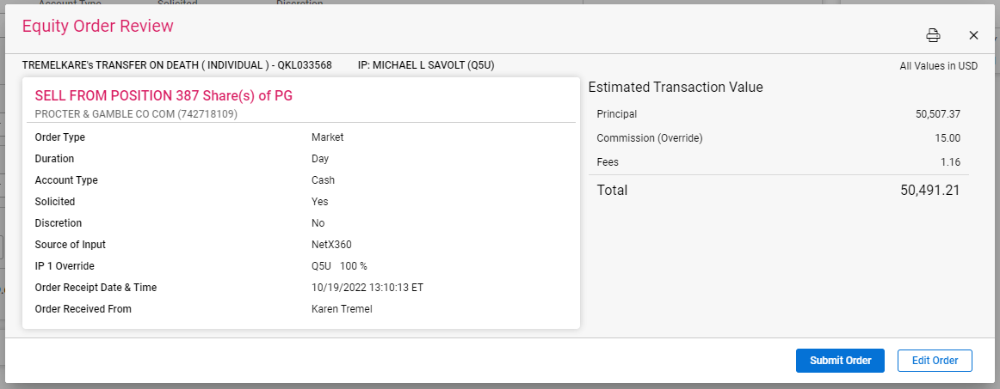 Account Type Solicited Discretion
Equity Order Review
TREMELKARE's TRANSFER ON DEATH ( INDIVIDUAL ) - QKL033568 IP: MICHAEL L SAVOLT (Q5U) All Values in USD
SELL FROM POSITION 387 Share(s) of PG
PROCTER & GAMBLE CO COM (742718109)
Order Type Market
Duration Day
Account Type Cash
Solicited Yes
Discretion No
Source of Input NetX360
IP 1 Override Q5U 100 %
Order Receipt Date & Time 10/19/2022 13:10:13 ET
Order Received From Karen Tremel
Estimated Transaction Value
Principal 50,507.37
Commission (Override) 15.00
Fees 1.16
Total 50,491.21
Submit Order Edit Order